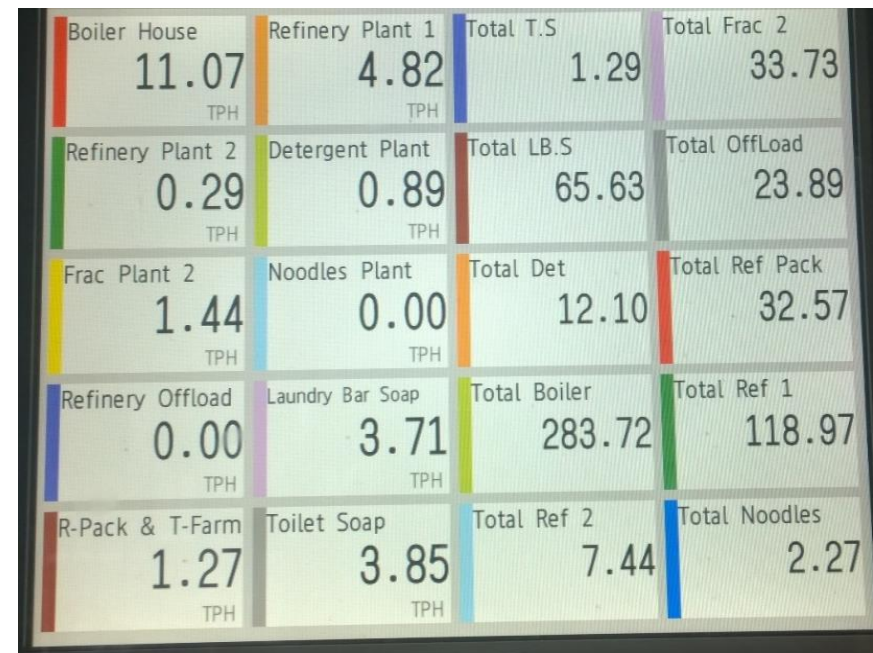 Boiler House
11.07
TPH
Refinery Plant 1
4.82
TPH
Total T.S
1.29
Total Frac 2
33.73
Refinery Plant 2
0.29
TPH
Detergent Plant
0.89
TPH
Total LB.S
65.63
Total OffLoad
23.89
Frac Plant 2
1.44
TPH
Noodles Plant
0.00
TPH
Total Det
12.10
Total Ref Pack
32.57
Refinery Offload
0.00
TPH
Laundry Bar Soap
3.71
TPH
Total Boiler
283.72
Total Ref 1
118.97
R-Pack & T-Farm
1.27
TPH
Toilet Soap
3.85
TPH
Total Ref 2
7.44
Total Noodles
2.27